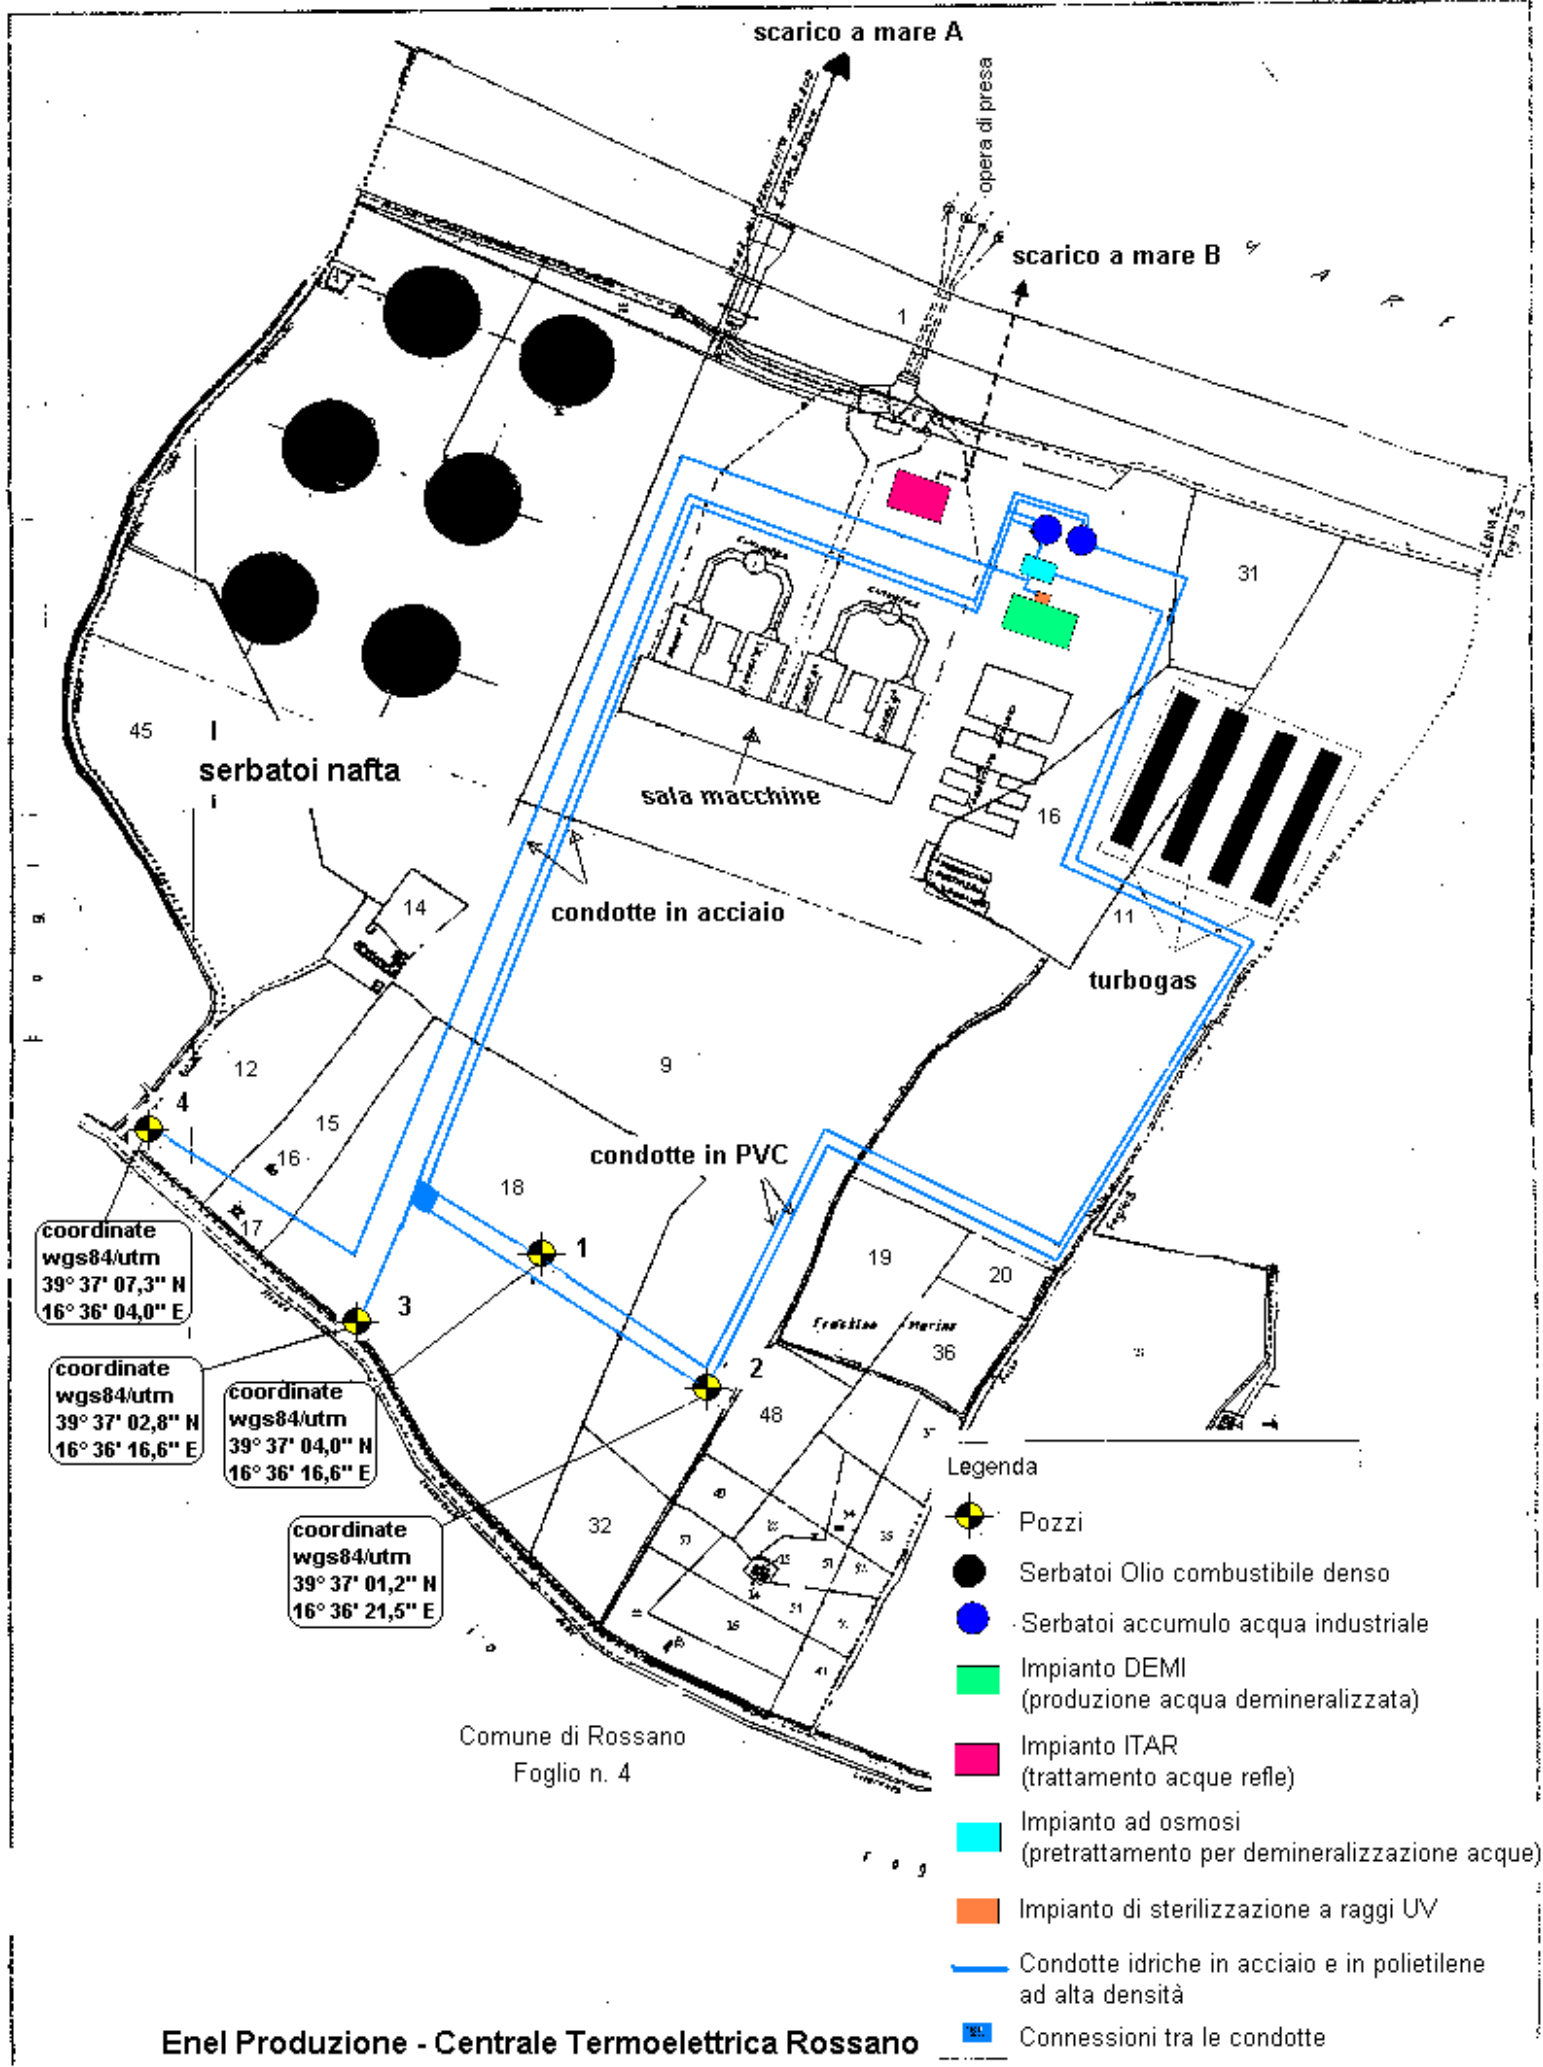 scarico a mare A
opera di presa
scarico a mare B
1
31
45
serbatoi nafta
sala macchine
16
14
condotte in acciaio
11
turbogas
12
9
4
15
16
condotte in PVC
18
17
1
19
20
coordinate
wgs84/utm
39° 37' 07,3" N
16° 36' 04,0" E
3
36
2
coordinate
wgs84/utm
39° 37' 02,8" N
16° 36' 16,6" E
coordinate
wgs84/utm
39° 37' 04,0" N
16° 36' 16,6" E
48
coordinate
wgs84/utm
39° 37' 01,2" N
16° 36' 21,5" E
32
Comune di Rossano
Foglio n. 4
Legenda
Pozzi
Serbatoi Olio combustibile denso
Serbatoi accumulo acqua industriale
Impianto DEMI
(produzione acqua demineralizzata)
Impianto ITAR
(trattamento acque refle)
Impianto ad osmosi
(pretrattamento per demineralizzazione acque)
Impianto di sterilizzazione a raggi UV
Condotte idriche in acciaio e in polietilene
ad alta densità
Connessioni tra le condotte
Enel Produzione - Centrale Termoelettrica Rossano